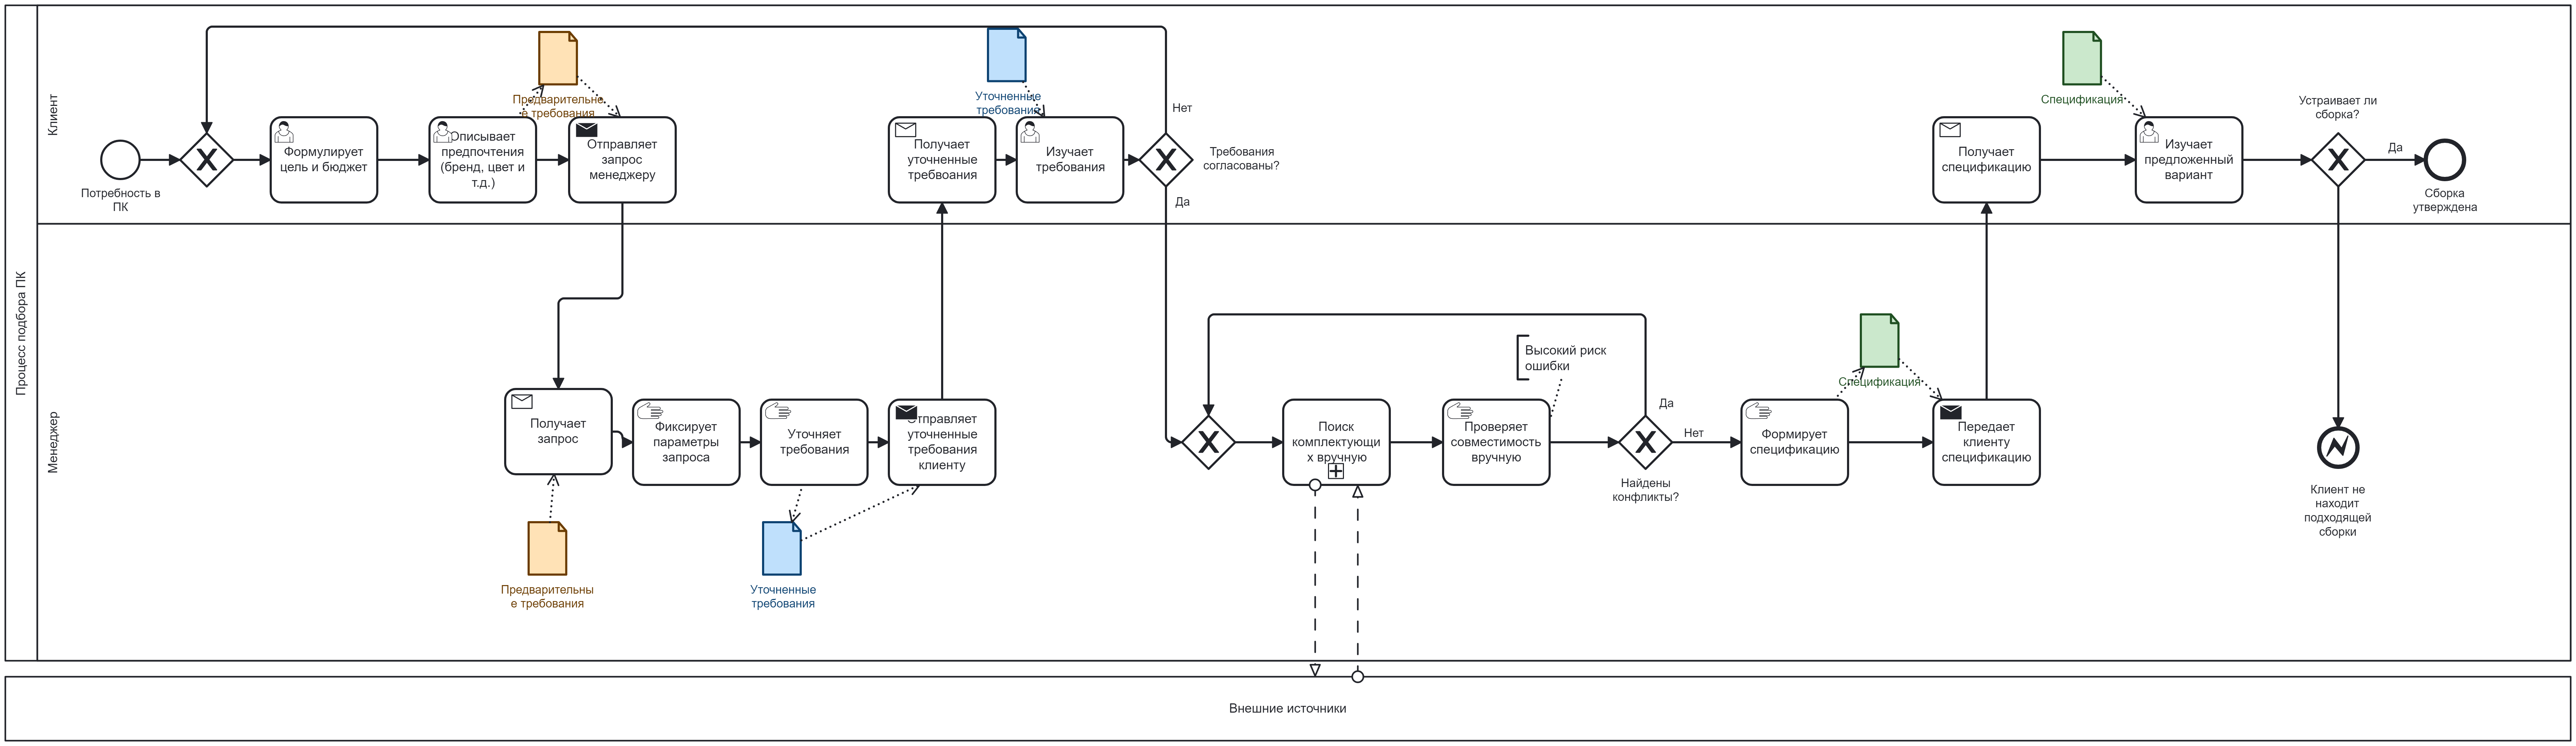 Процесс подбора ПК
Клиент
Потребность в
ПК
Формулирует
цель и бюджет
Описывает
предпочтения
(бренд, цвет и
т.д.)
Предварительны
е требования
Отправляет
запрос
менеджеру
Получает
уточненные
требвоания
Уточненные
требования
Изучает
требования
Нет
Требования
согласованы?
Да
Получает
спецификацию
Спецификация
Изучает
предложенный
вариант
Устраивает ли
сборка?
Да
Сборка
утверждена
Менеджер
Получает
запрос
Предварительны
е требования
Фиксирует
параметры
запроса
Уточняет
требования
Уточненные
требования
Отправляет
уточненные
требования
клиенту
Поиск
комплектующи
х вручную
Проверяет
совместимость
вручную
Высокий риск
ошибки
Да
Нет
Найдены
конфликты?
Формирует
спецификацию
Спецификация
Передает
клиенту
спецификацию
Клиент не
находит
подходящей
сборки
Внешние источники